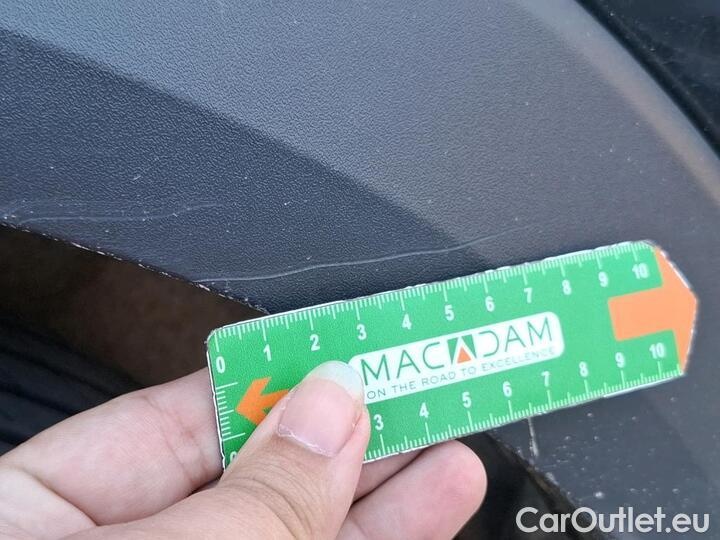 0 1 2 3 4 5 6 7 8 9 10
MACADAM
ON THE ROAD TO EXCELLENCE
3 4 5 6 7 8 9 10
CarOutlet.eu